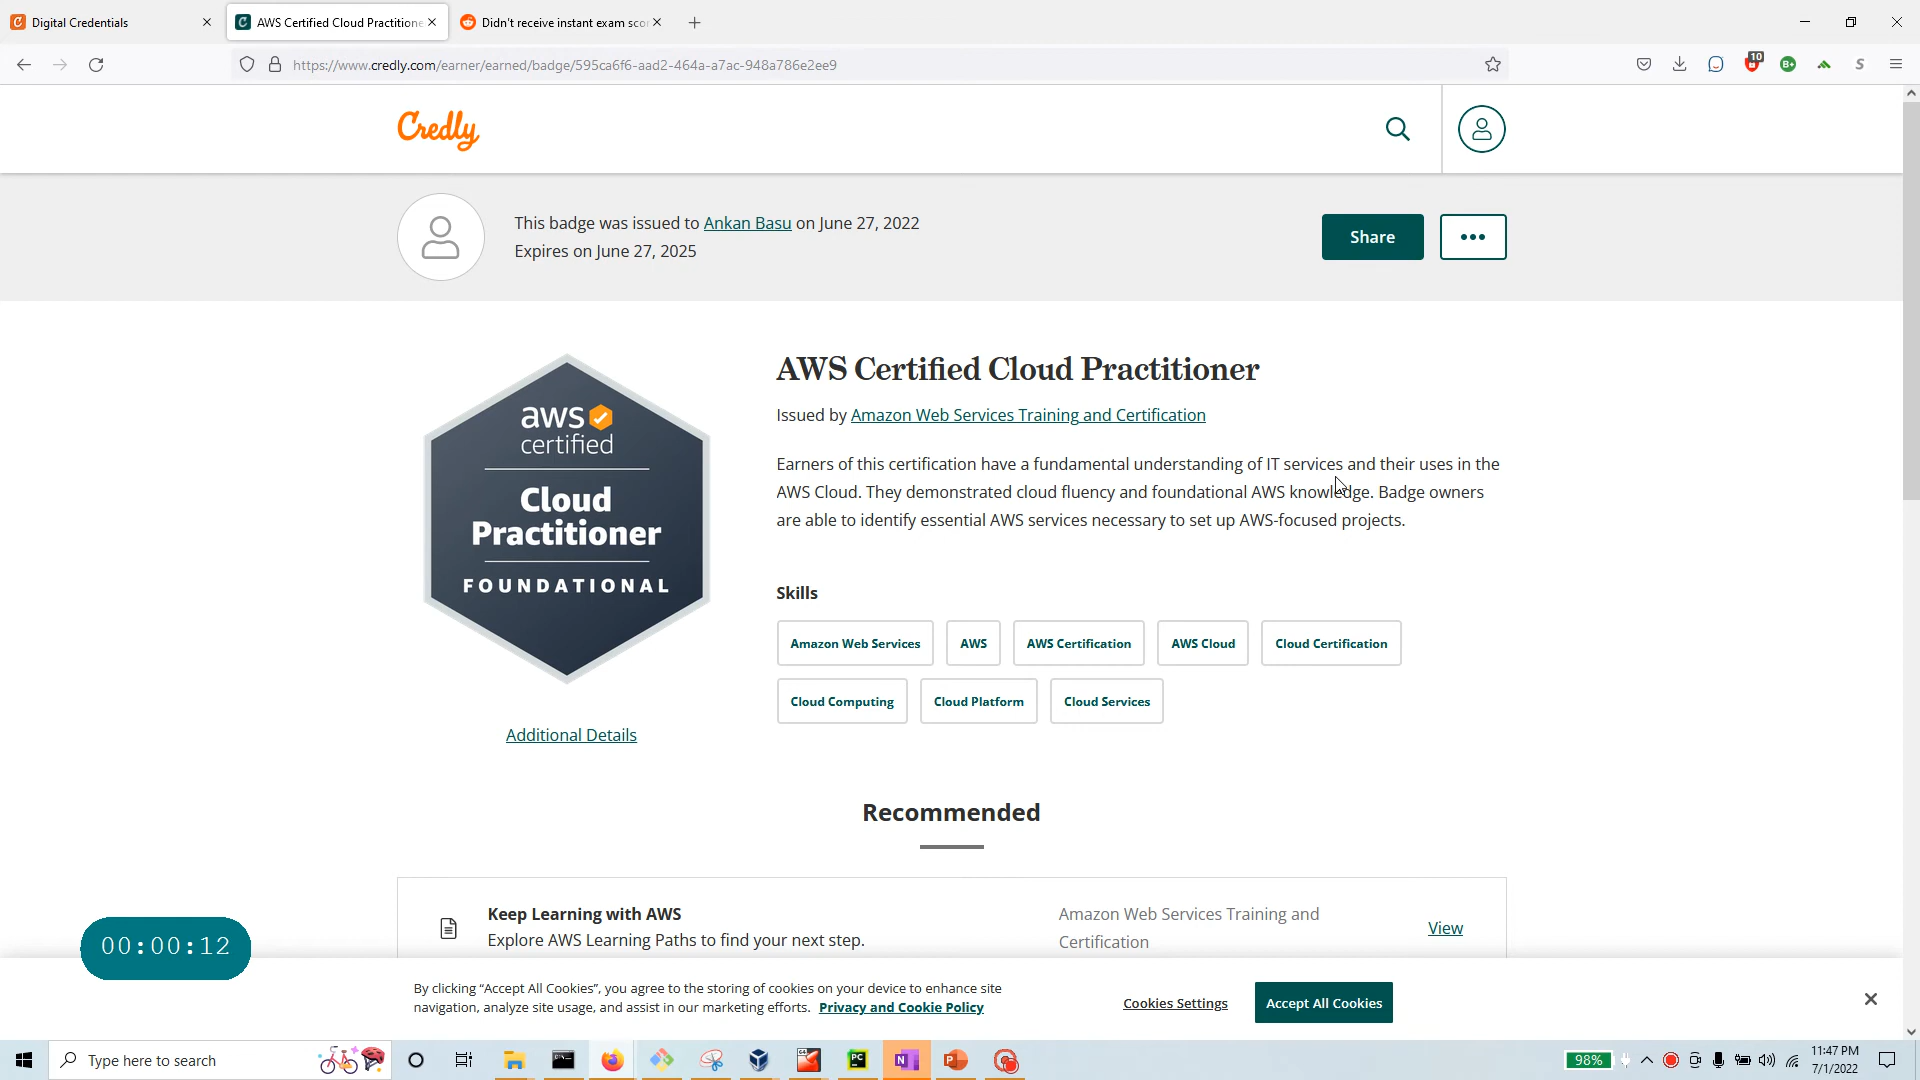 Digital Credentials
AWS Certified Cloud Practitione
Didn't receive instant exam sco
https://www.credly.com/earner/earned/badge/595ca6f6-aad2-464a-a7ac-948a786e2ee9
10
B+
S
Credly
This badge was issued to Ankan Basu on June 27, 2022
Expires on June 27, 2025
Share
•••
aws
certified
Cloud
Practitioner
FOUNDATIONAL
Additional Details
AWS Certified Cloud Practitioner
Issued by Amazon Web Services Training and Certification
Earners of this certification have a fundamental understanding of IT services and their uses in the
AWS Cloud. They demonstrated cloud fluency and foundational AWS knowledge. Badge owners
are able to identify essential AWS services necessary to set up AWS-focused projects.
Skills
Amazon Web Services AWS AWS Certification AWS Cloud Cloud Certification
Cloud Computing Cloud Platform Cloud Services
Recommended
Keep Learning with AWS
Explore AWS Learning Paths to find your next step.
Amazon Web Services Training and
Certification
View
00:00:12
By clicking “Accept All Cookies”, you agree to the storing of cookies on your device to enhance site
navigation, analyze site usage, and assist in our marketing efforts. Privacy and Cookie Policy
Cookies Settings
Accept All Cookies
Type here to search
98%
11:47 PM
7/1/2022